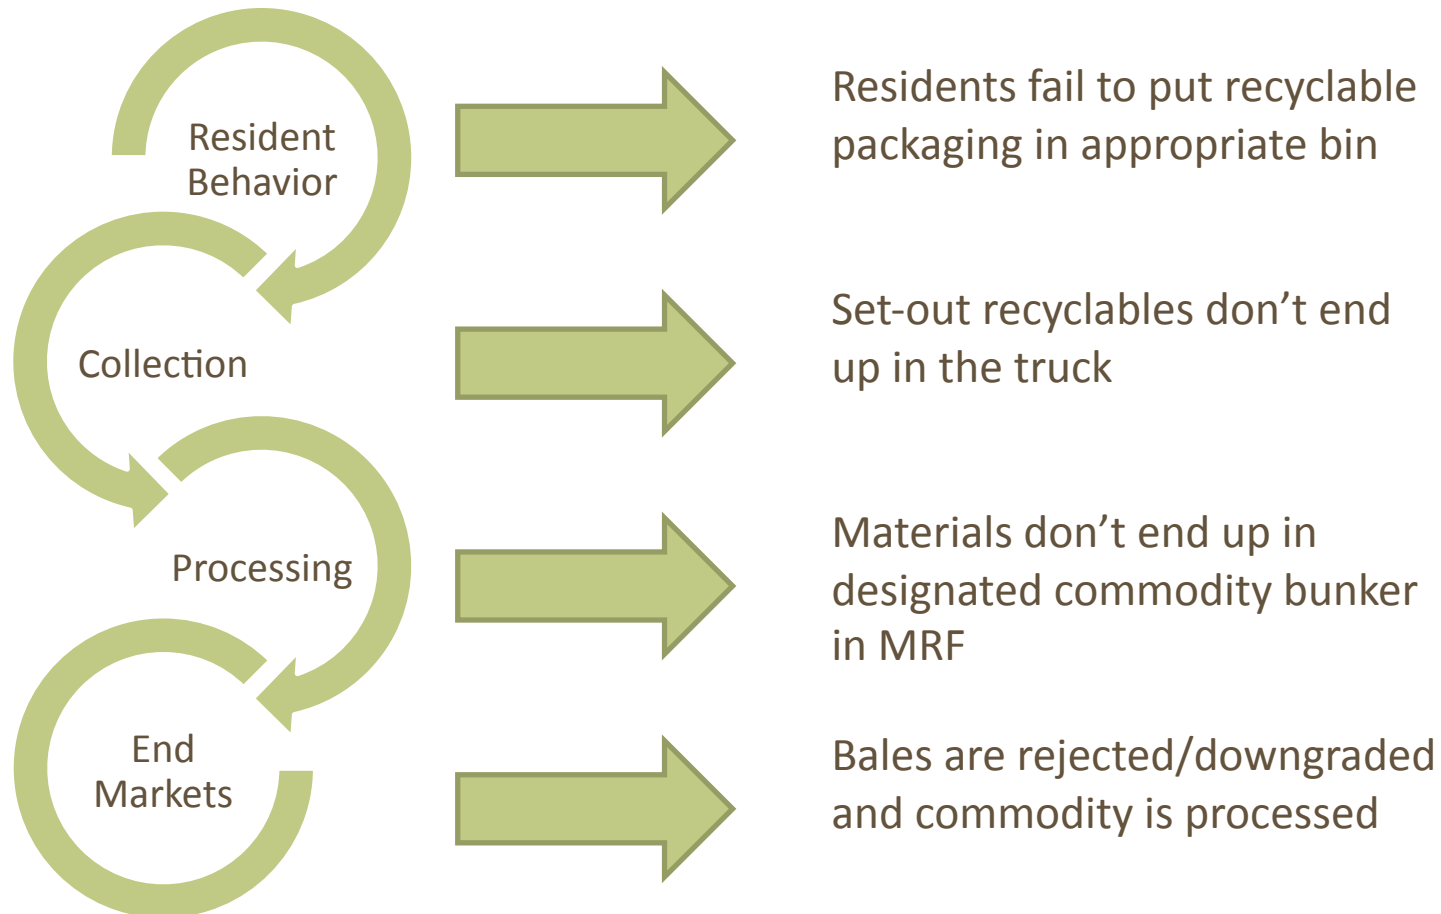 Resident
Behavior
Residents fail to put recyclable
packaging in appropriate bin
Collection
Set-out recyclables don’t end
up in the truck
Processing
Materials don’t end up in
designated commodity bunker
in MRF
End
Markets
Bales are rejected/downgraded
and commodity is processed